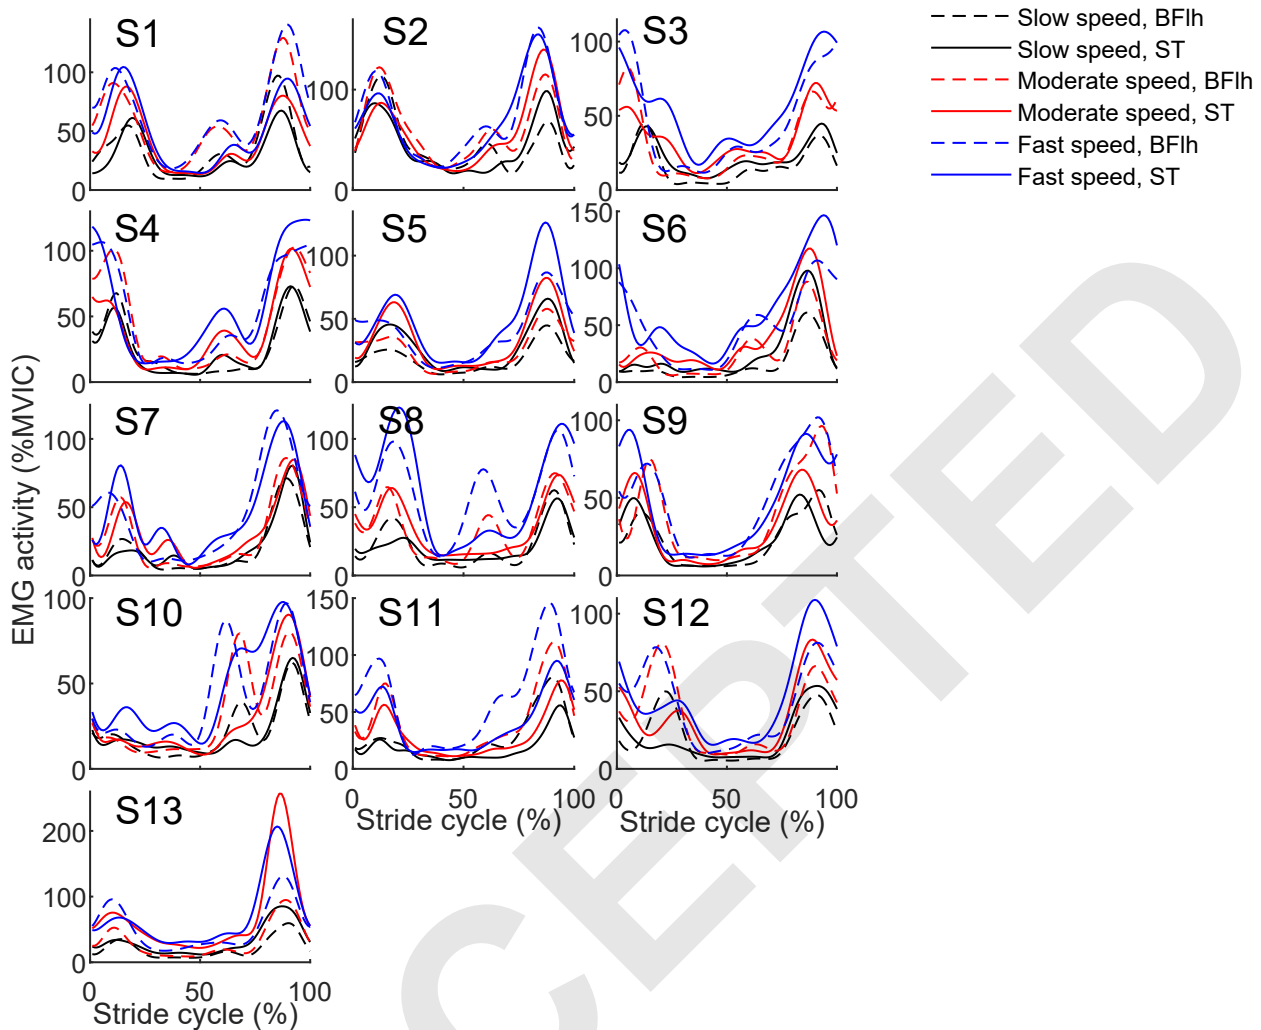 S1
S2
S3
Slow speed, BFlh
Slow speed, ST
Moderate speed, BFlh
Moderate speed, ST
Fast speed, BFlh
Fast speed, ST
100
50
0
100
0
100
50
0
S4
S5
S6
100
50
0
100
50
0
150
100
50
0
EMG activity (%MVIC)
S7
S8
S9
100
50
0
100
50
0
100
50
0
S10
S11
S12
100
50
0
150
100
50
0
100
50
0
0 50 100
Stride cycle (%)
0 50 100
Stride cycle (%)
S13
200
100
0
0 50 100
Stride cycle (%)
CEPTED